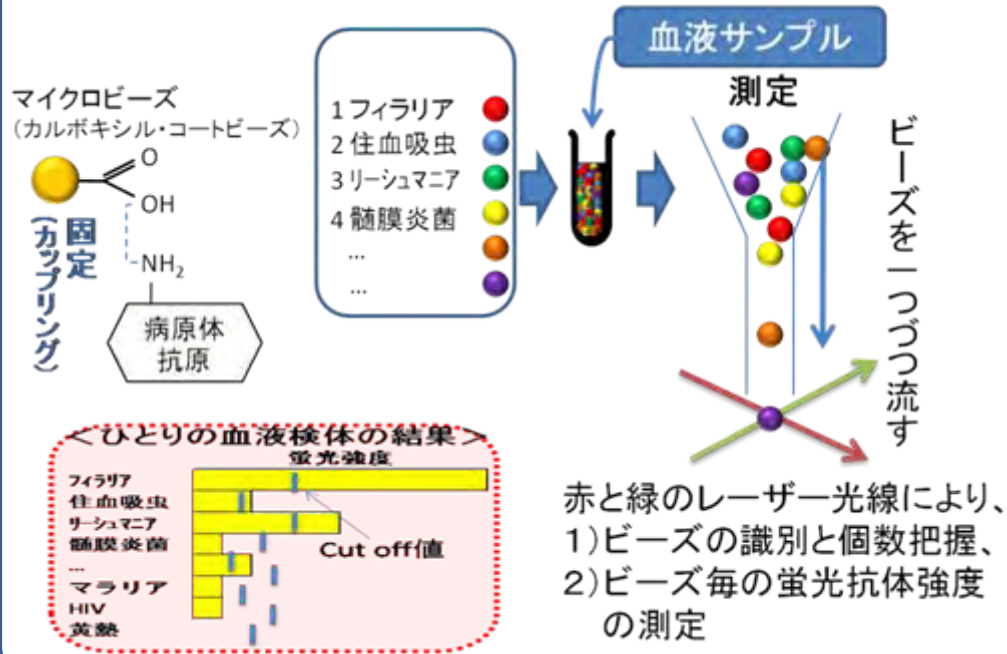 血液サンプル
マイクロビーズ
（カルボキシル・コートビーズ）
O
OH
NH₂
固定
（カップリング）
病原体
抗原
1 フィラリア
2 住血吸虫
3 リーシュマニア
4 髄膜炎菌
...
...
測定
ビーズを一つづつ流す
＜ひとりの血液検体の結果＞
蛍光強度
フィラリア
住血吸虫
リーシュマニア
髄膜炎菌
...
マラリア
HIV
黄熱
Cut off値
赤と緑のレーザー光線により、
1)ビーズの識別と個数把握、
2)ビーズ毎の蛍光抗体強度
の測定